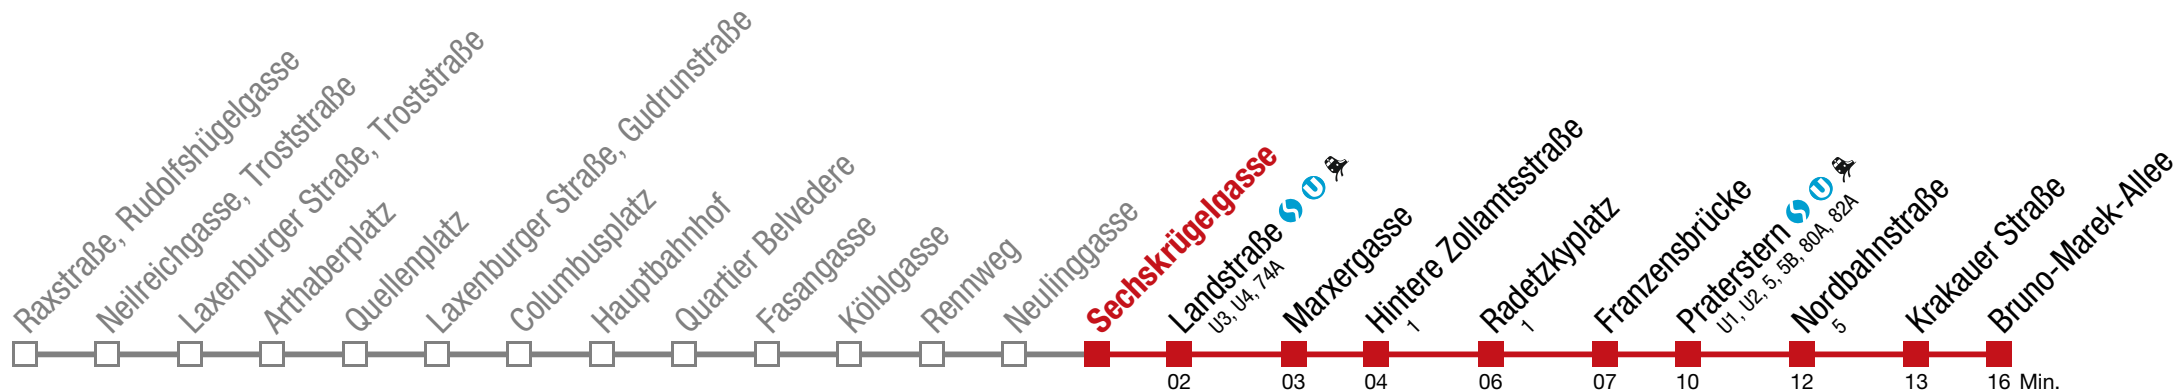 Raxstraße, Rudolfshügelgasse
Neilreichgasse, Troststraße
Laxenburger Straße, Troststraße
Arthaberplatz
Quellenplatz
Laxenburger Straße, Gudrunstraße
Columbusplatz
Hauptbahnhof
Quartier Belvedere
Fasangasse
Kölblgasse
Rennweg
Neulinggasse
Sechskrügelgasse
Landstraße
U3, U4, 74A
Marxergasse
Hintere Zollamtsstraße
1
Radetzkyplatz
1
Franzensbrücke
Praterstern
U1, U2, 5, 5B, 80A, 82A
Nordbahnstraße
5
Krakauer Straße
Bruno-Marek-Allee
02 03 04 06 07 10 12 13 16 Min.